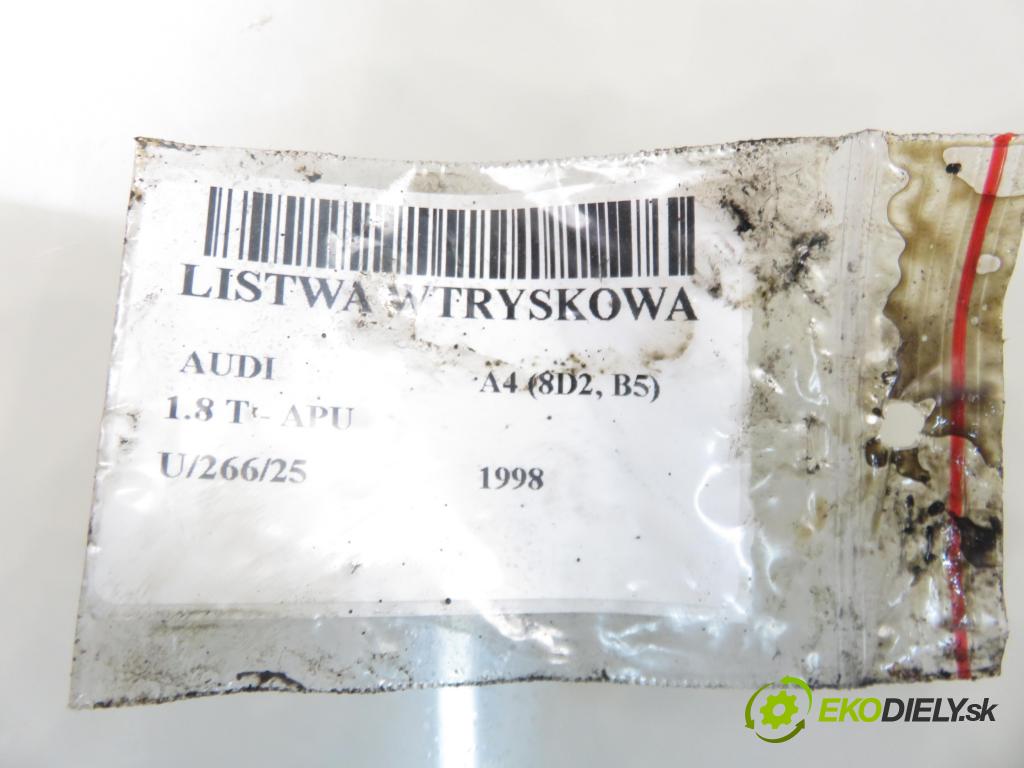 LISTWA WTRYSKOWA
AUDI A4 (8D2, B5)
1.8 T - APU
U/266/25 1998
EKODIELY.sk